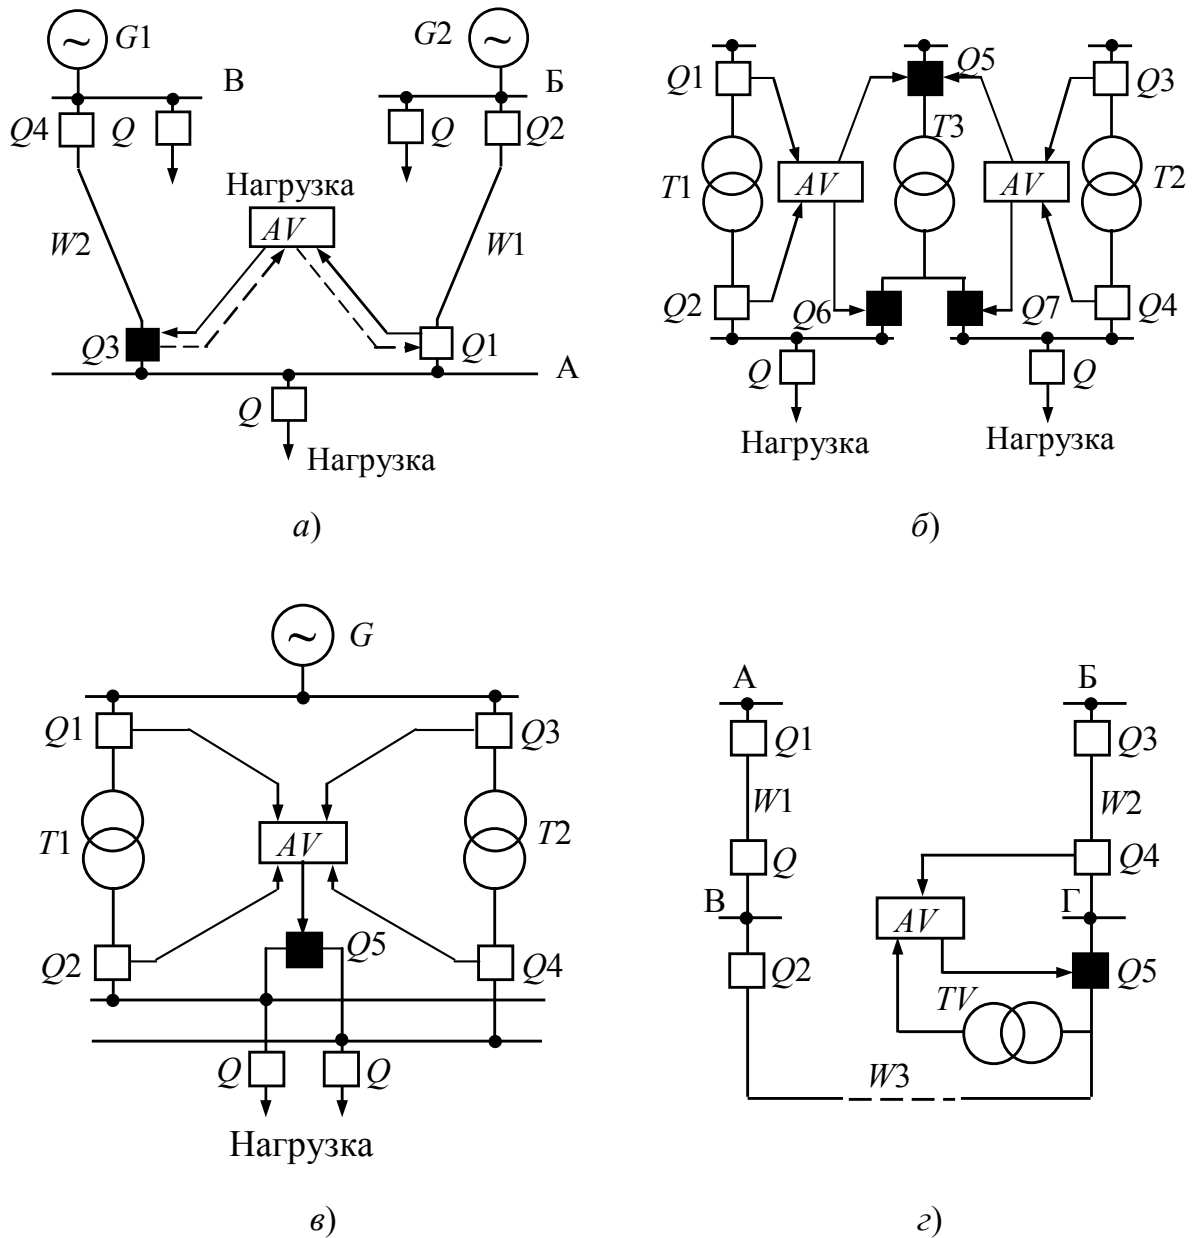 G1
G2
В
Б
Q4
Q
Q
Q2
Нагрузка
AV
W2
W1
Q3
Q1
А
Q
Нагрузка
а)
Q1
Q5
Q3
T3
T1
AV
AV
T2
Q2
Q6
Q7
Q4
Q
Q
Нагрузка
Нагрузка
б)
~ G
Q1
Q3
T1
AV
T2
Q2
Q5
Q4
Q
Q
Нагрузка
в)
А
Б
Q1
Q3
W1
W2
Q
Q4
В
AV
Г
Q2
TV
Q5
W3
г)